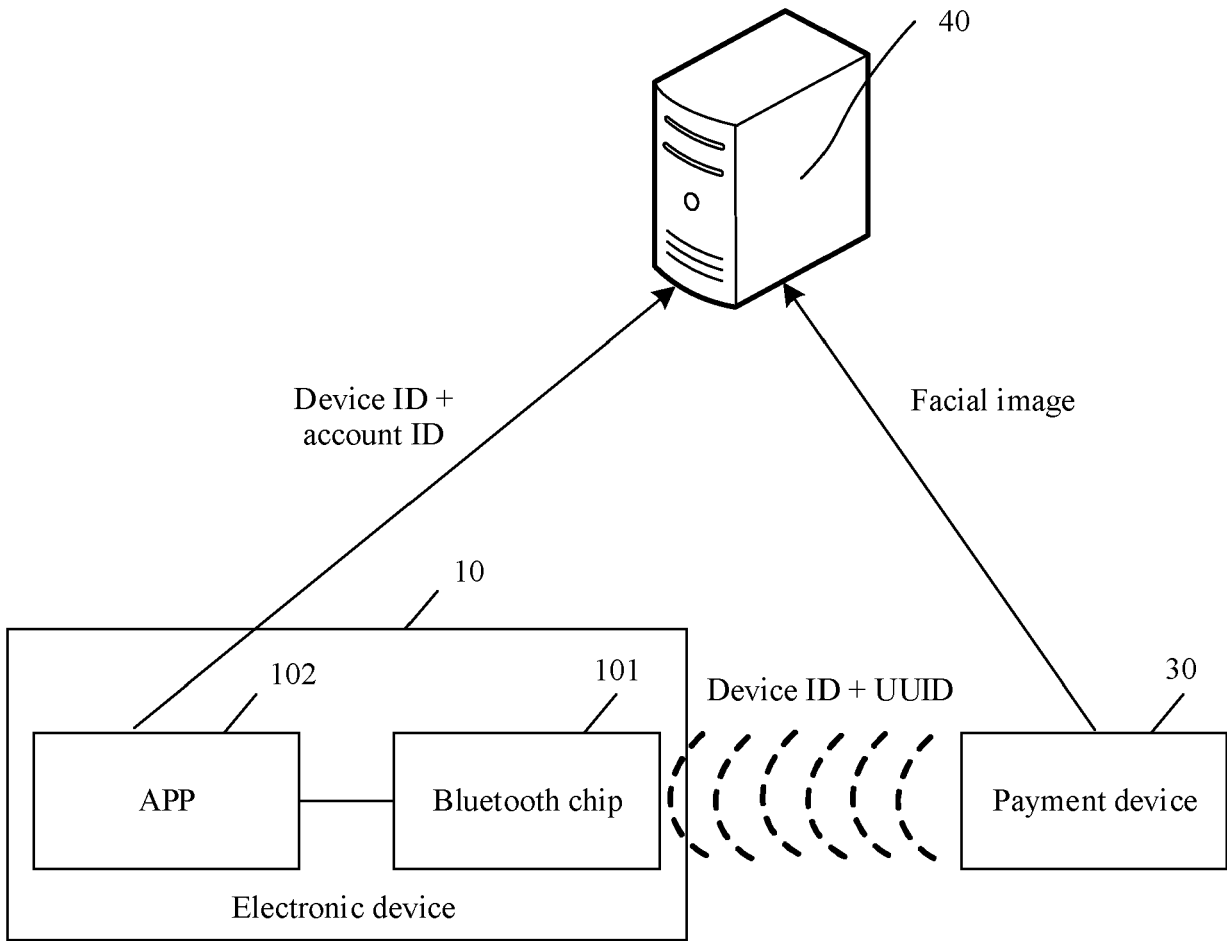 40
Device ID +
account ID
Facial image
10
102
101
Device ID + UUID
30
APP
Bluetooth chip
Payment device
Electronic device